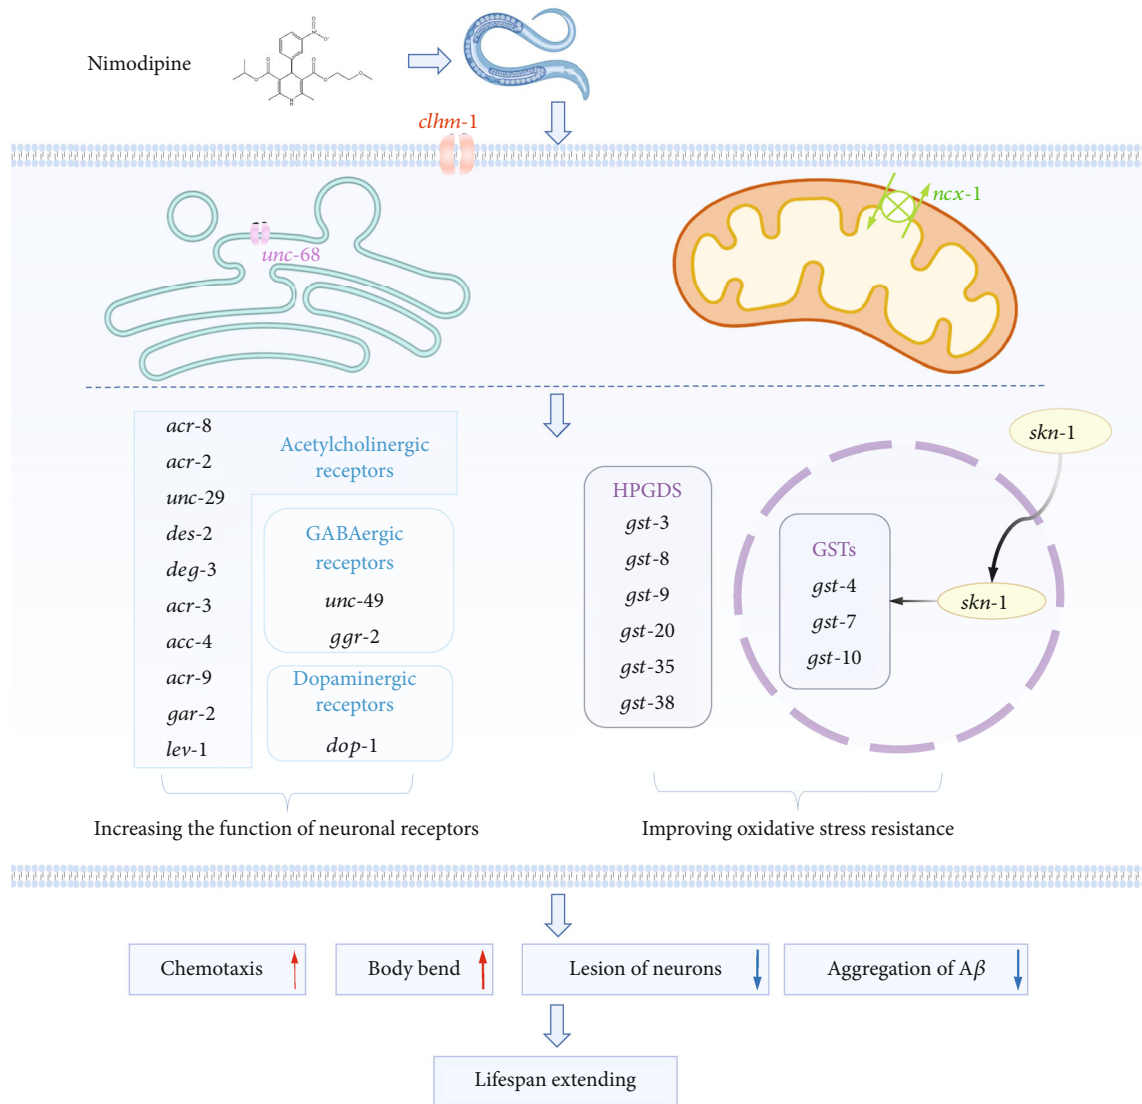 Nimodipine
N+
O
O-
O
O
O
O
O
N
H
clhm-1
ncx-1
unc-68
acr-8
acr-2
unc-29
des-2
deg-3
acr-3
acc-4
acr-9
gar-2
lev-1
Acetylcholinergic
receptors
GABAergic
receptors
unc-49
ggr-2
Dopaminergic
receptors
dop-1
HPGDS
gst-3
gst-8
gst-9
gst-20
gst-35
gst-38
GSTs
gst-4
gst-7
gst-10
skn-1
skn-1
Increasing the function of neuronal receptors
Improving oxidative stress resistance
Chemotaxis
Body bend
Lesion of neurons
Aggregation of Aβ
Lifespan extending